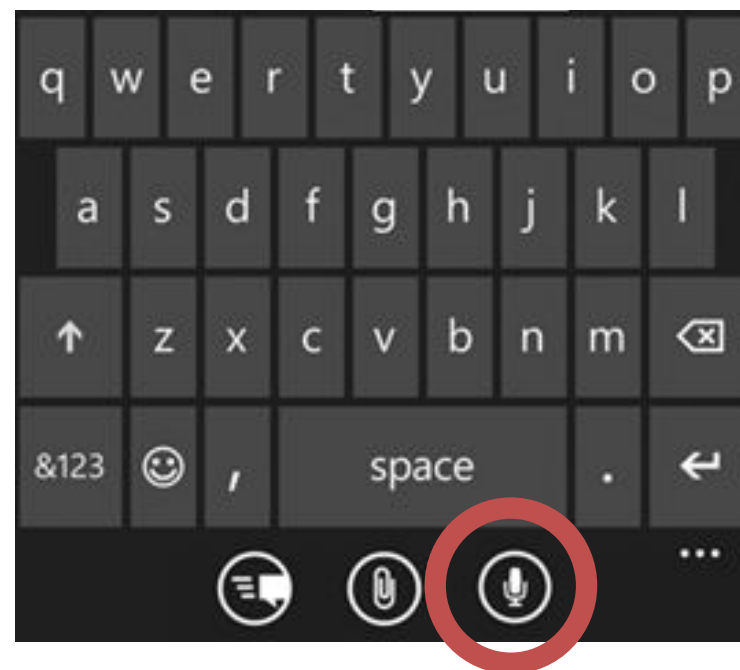 q w e r t y u i o p
a s d f g h j k l
z x c v b n m
&123 , space .